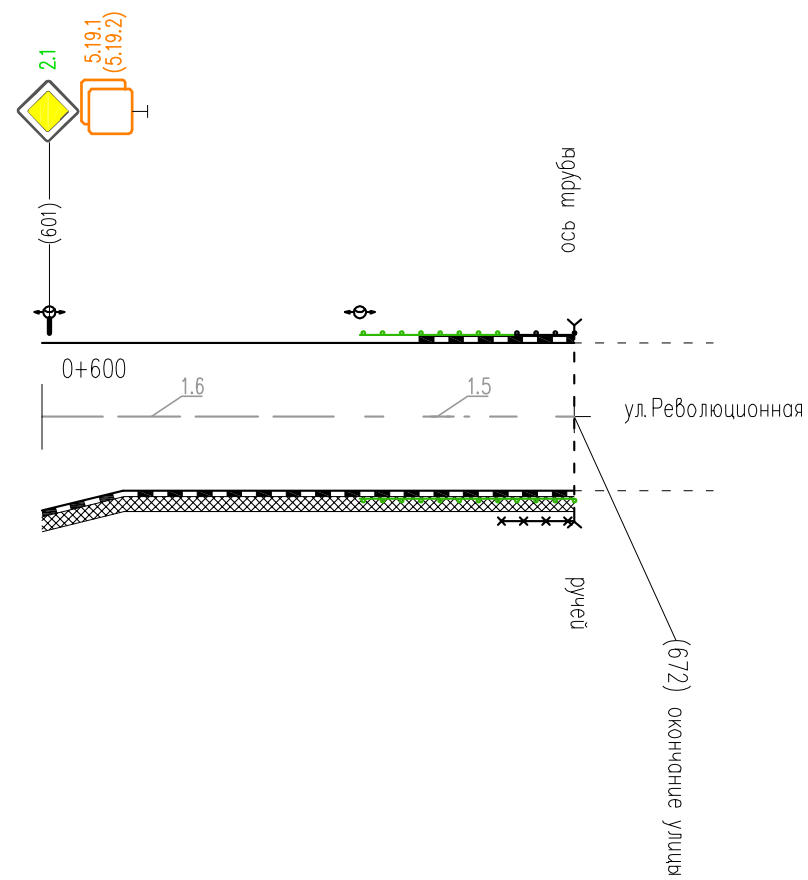 2.1
5.19.1
(5.19.2)
(601)
ось трубы
0+600
1.6
1.5
ул.Революционная
ручей
(672) окончание улицы